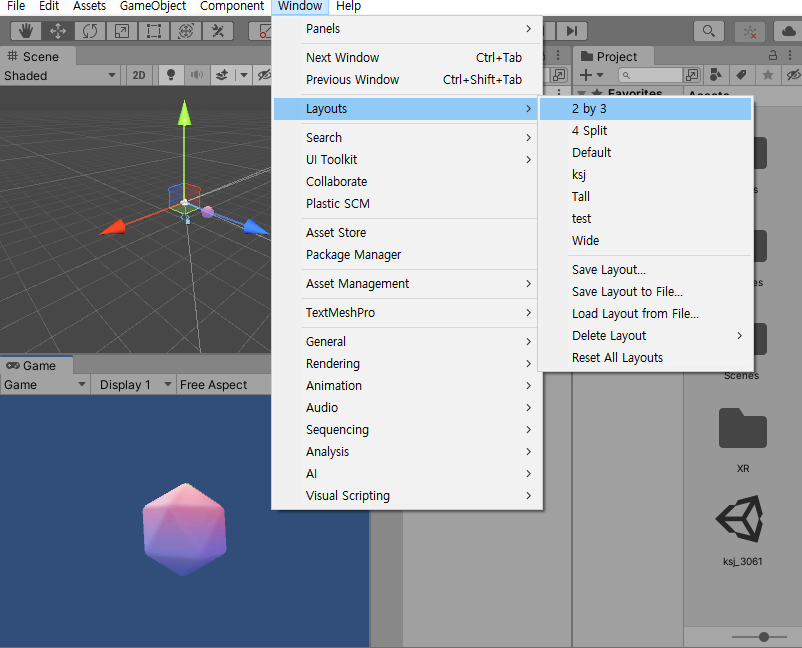 File Edit Assets GameObject Component Window Help
Scene
Shaded 2D
Game
Game Display 1 Free Aspect
Panels
Next Window Ctrl+Tab
Previous Window Ctrl+Shift+Tab
Layouts
Search
UI Toolkit
Collaborate
Plastic SCM
Asset Store
Package Manager
Asset Management
TextMeshPro
General
Rendering
Animation
Audio
Sequencing
Analysis
AI
Visual Scripting
2 by 3
4 Split
Default
ksj
Tall
test
Wide
Save Layout...
Save Layout to File...
Load Layout from File...
Delete Layout
Reset All Layouts
Project
Favorites
Assets
Scenes
XR
ksj_3061